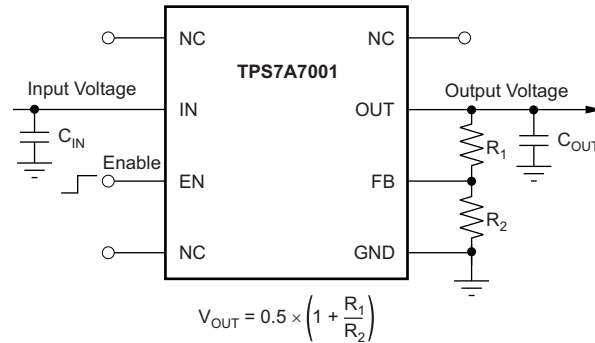 NC
NC
TPS7A7001
Input Voltage
IN
OUT
Output Voltage
C_IN
R_1
C_OUT
Enable
EN
FB
R_2
NC
GND
V_OUT = 0.5 × (1 + R_1/R_2)